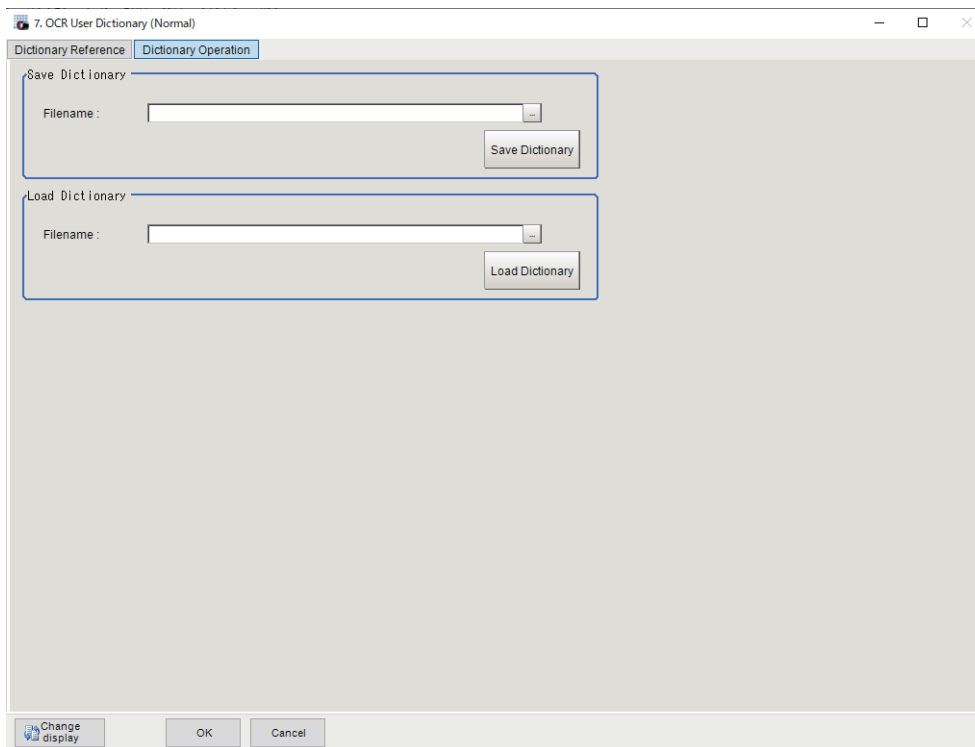 7. OCR User Dictionary (Normal)
Dictionary Reference Dictionary Operation
Save Dictionary
Filename :
...
Save Dictionary
Load Dictionary
Filename :
...
Load Dictionary
Change display
OK
Cancel